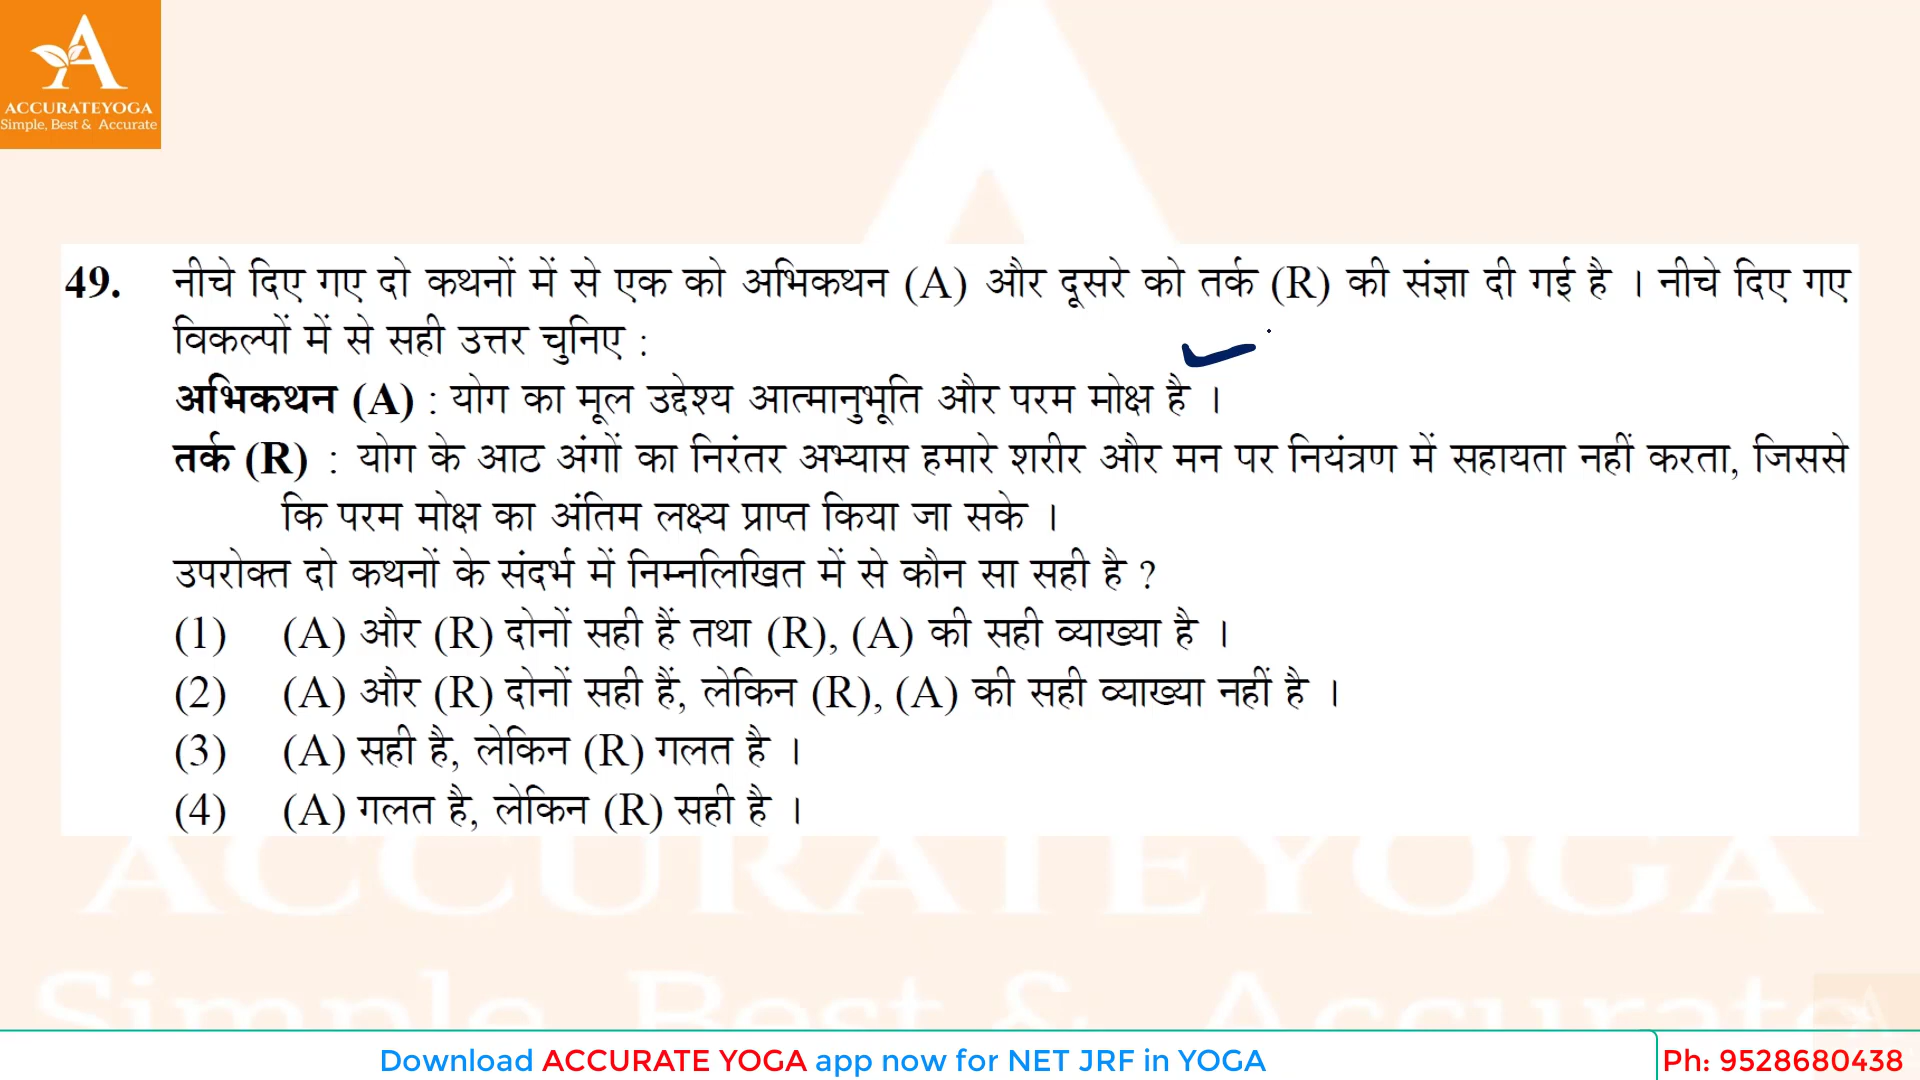 A
ACCURATEYOGA
Simple, Best & Accurate
49. नीचे दिए गए दो कथनों में से एक को अभिकथन (A) और दूसरे को तर्क (R) की संज्ञा दी गई है । नीचे दिए गए
विकल्पों में से सही उत्तर चुनिए :
अभिकथन (A) : योग का मूल उद्देश्य आत्मानुभूति और परम मोक्ष है ।
तर्क (R) : योग के आठ अंगों का निरंतर अभ्यास हमारे शरीर और मन पर नियंत्रण में सहायता नहीं करता, जिससे
कि परम मोक्ष का अंतिम लक्ष्य प्राप्त किया जा सके ।
उपरोक्त दो कथनों के संदर्भ में निम्नलिखित में से कौन सा सही है ?
(1) (A) और (R) दोनों सही हैं तथा (R), (A) की सही व्याख्या है ।
(2) (A) और (R) दोनों सही हैं, लेकिन (R), (A) की सही व्याख्या नहीं है ।
(3) (A) सही है, लेकिन (R) गलत है ।
(4) (A) गलत है, लेकिन (R) सही है ।
ACCURATEYOGA
Simple, Best & Accurate
Download ACCURATE YOGA app now for NET JRF in YOGA
Ph: 9528680438